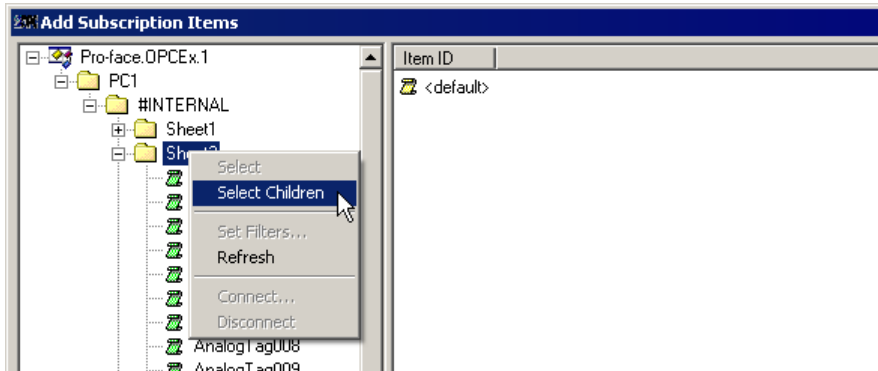 Add Subscription Items
Pro-face.OPCEx.1
PC1
#INTERNAL
Sheet1
Select
Select Children
Set Filters...
Refresh
Connect...
Disconnect
AnalogTag008
AnalogTag009
Item ID
<default>